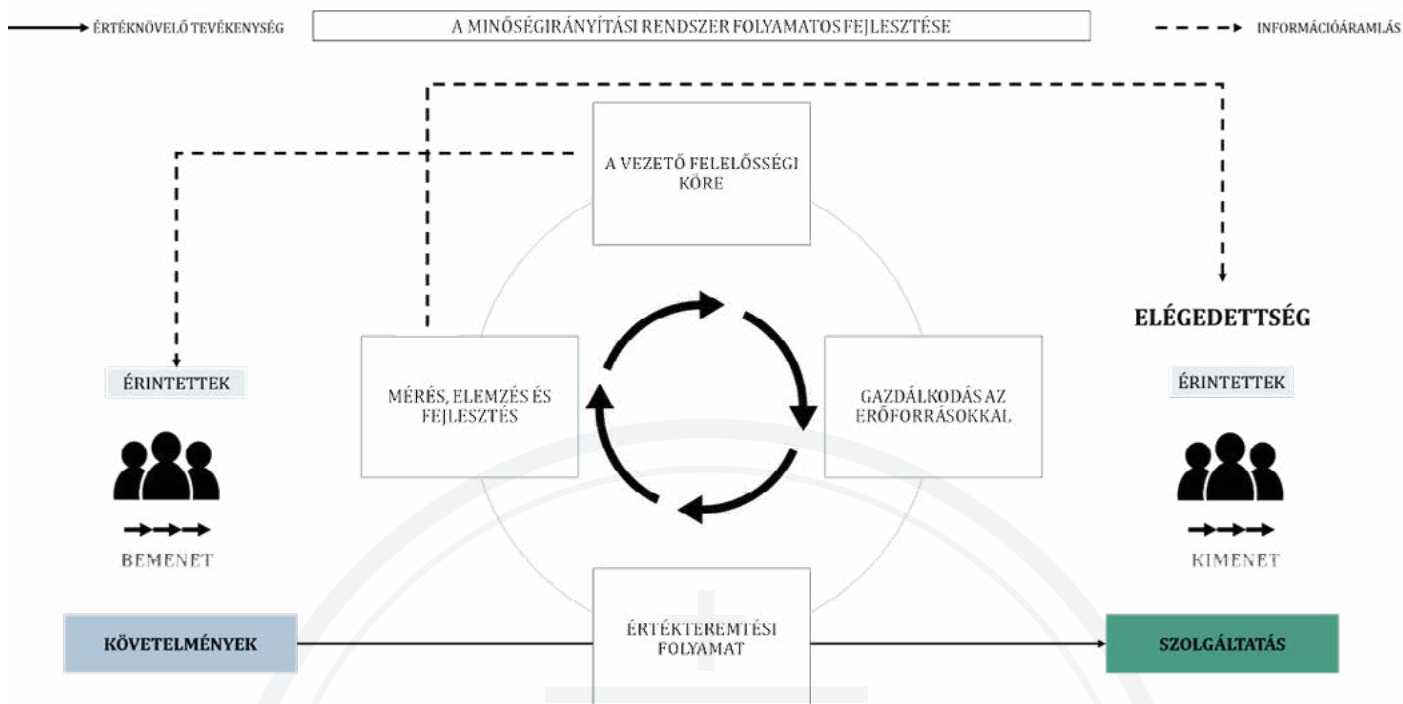 ÉRTÉKNÖVELŐ TEVÉKENYSÉG
A MINŐSÉGIRÁNYÍTÁSI RENDSZER FOLYAMATOS FEJLESZTÉSE
INFORMÁCIÓÁRAMLÁS
A VEZETŐ FELELŐSSÉGI
KÖRE
ELÉGEDETTSÉG
ÉRINTETTEK
MÉRÉS, ELEMZÉS ÉS
FEJLESZTÉS
GAZDÁLKODÁS AZ
ERŐFORRÁSOKKAL
ÉRINTETTEK
BEMENET
KIMENET
KÖVETELMÉNYEK
ÉRTÉKTEREMTÉSI
FOLYAMAT
SZOLGÁLTATÁS